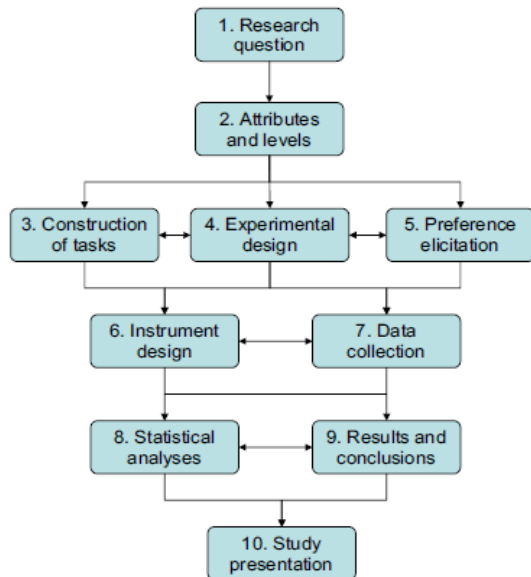 1. Research
question
2. Attributes
and levels
3. Construction
of tasks
4. Experimental
design
5. Preference
elicitation
6. Instrument
design
7. Data
collection
8. Statistical
analyses
9. Results and
conclusions
10. Study
presentation